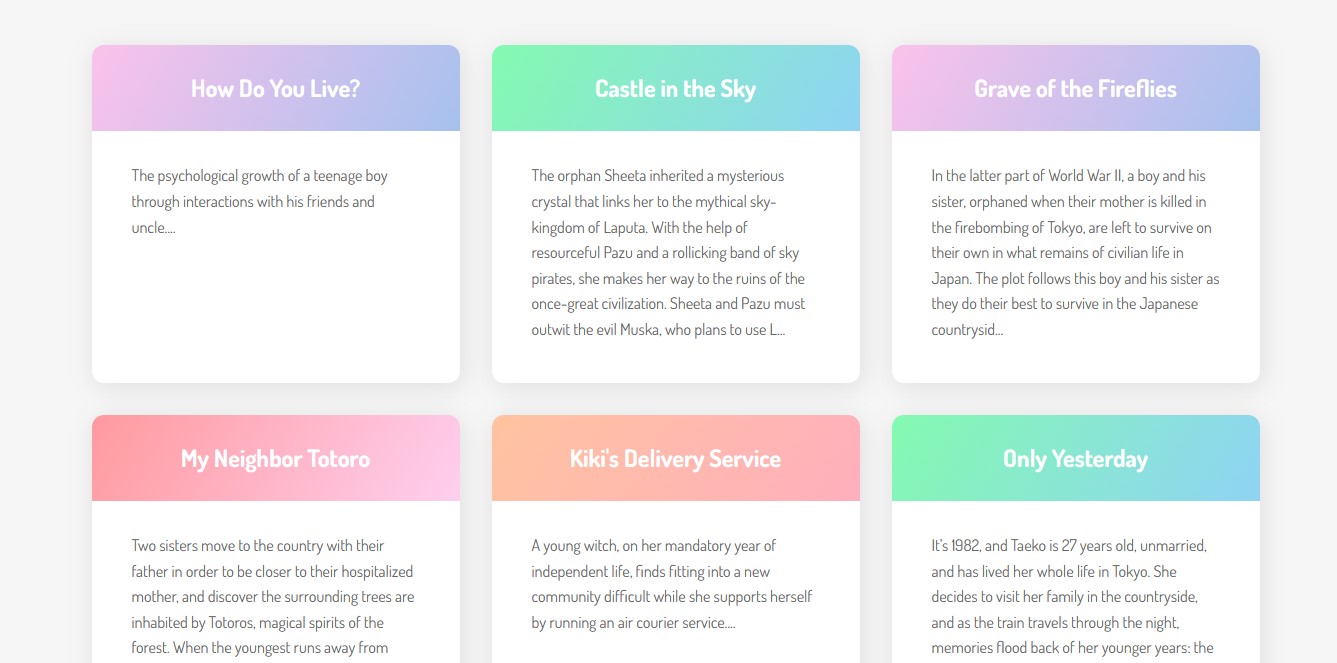 How Do You Live?
The psychological growth of a teenage boy
through interactions with his friends and
uncle....
Castle in the Sky
The orphan Sheeta inherited a mysterious
crystal that links her to the mythical sky-
kingdom of Laputa. With the help of
resourceful Pazu and a rollicking band of sky
pirates, she makes her way to the ruins of the
once-great civilization. Sheeta and Pazu must
outwit the evil Muska, who plans to use L...
Grave of the Fireflies
In the latter part of World War II, a boy and his
sister, orphaned when their mother is killed in
the firebombing of Tokyo, are left to survive on
their own in what remains of civilian life in
Japan. The plot follows this boy and his sister as
they do their best to survive in the Japanese
countrysid...
My Neighbor Totoro
Two sisters move to the country with their
father in order to be closer to their hospitalized
mother, and discover the surrounding trees are
inhabited by Totoros, magical spirits of the
forest. When the youngest runs away from
Kiki's Delivery Service
A young witch, on her mandatory year of
independent life, finds fitting into a new
community difficult while she supports herself
by running an air courier service....
Only Yesterday
It's 1982, and Taeko is 27 years old, unmarried,
and has lived her whole life in Tokyo. She
decides to visit her family in the countryside,
and as the train travels through the night,
memories flood back of her younger years: the